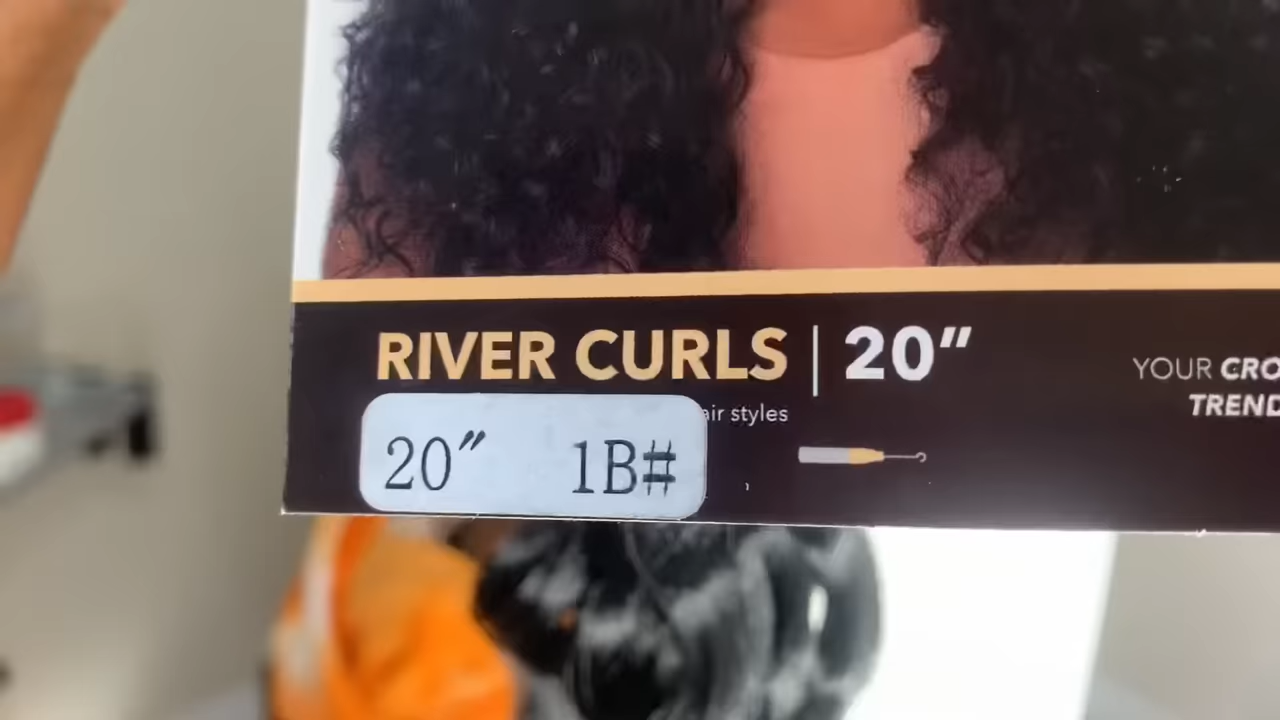 RIVER CURLS | 20"
air styles
20" 1B#
YOUR CRO
TREND